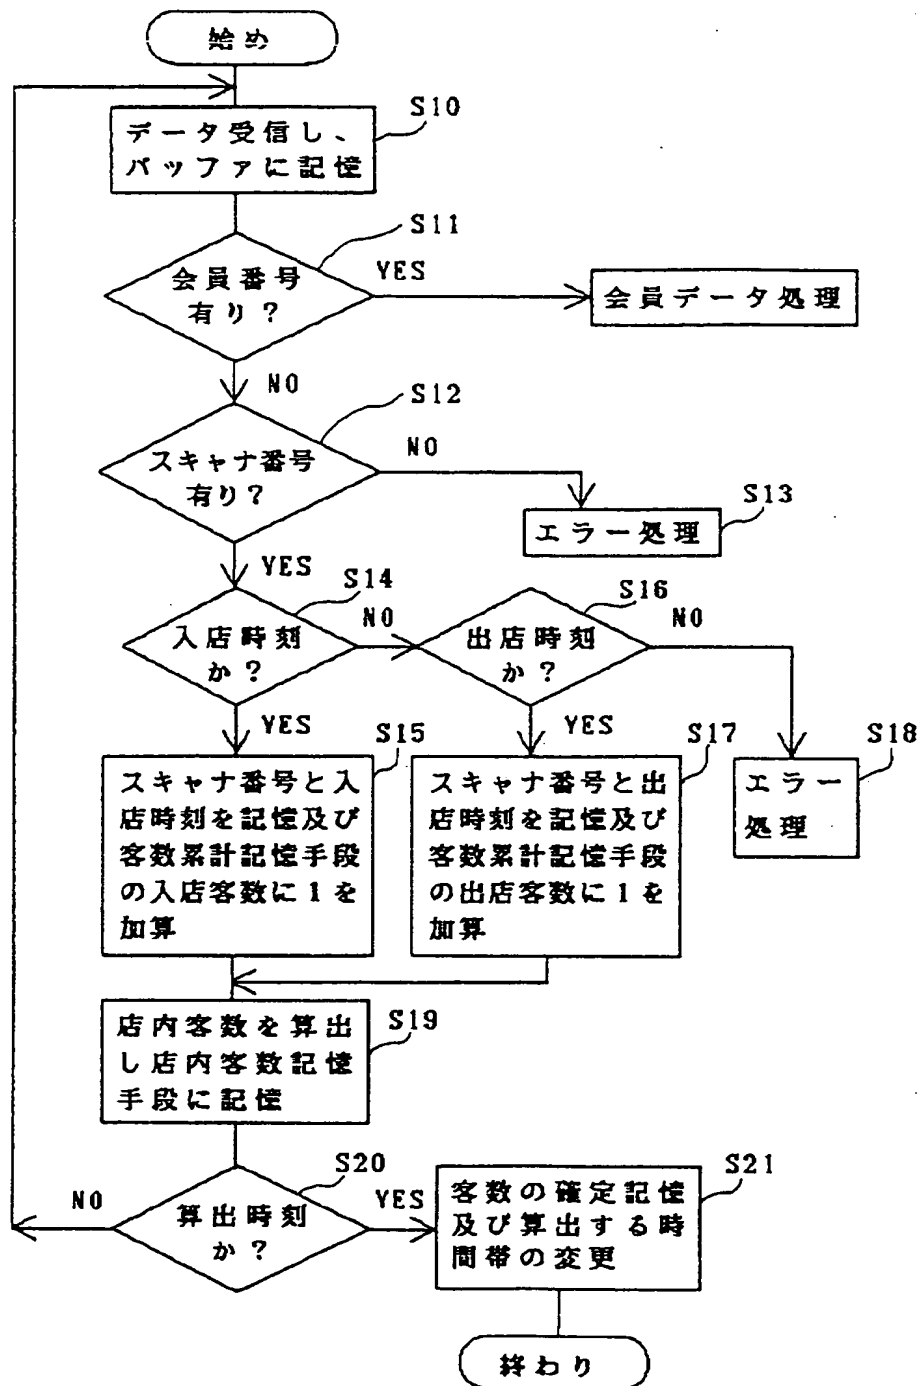 始め
S10
データ受信し、
バッファに記憶
S11
会員番号
有り?
YES
会員データ処理
NO
S12
スキャナ番号
有り?
NO
S13
エラー処理
YES
S14
入店時刻
か?
NO
S16
出店時刻
か?
NO
YES
S15
スキャナ番号と入
店時刻を記憶及び
客数累計記憶手段
の入店客数に1を
加算
YES
S17
スキャナ番号と出
店時刻を記憶及び
客数累計記憶手段
の出店客数に1を
加算
S18
エラー
処理
S19
店内客数を算出
し店内客数記憶
手段に記憶
S20
算出時刻
か?
NO
YES
S21
客数の確定記憶
及び算出する時
間帯の変更
終わり